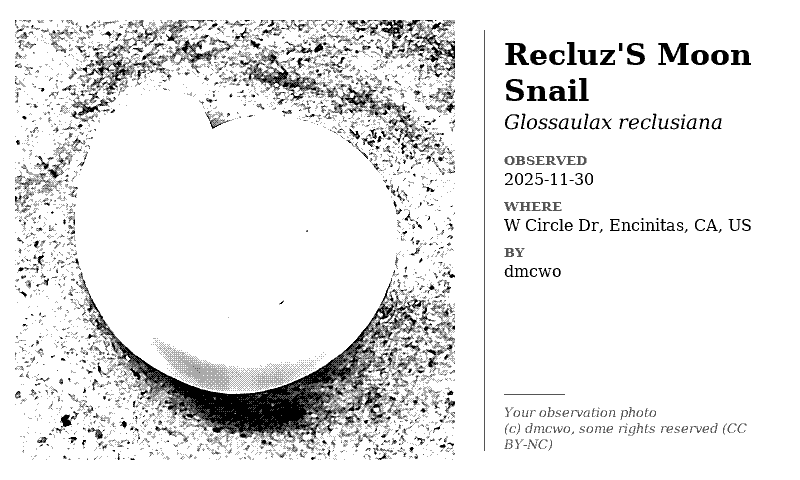 Recluz'S Moon
Snail
Glossaulax reclusiana
OBSERVED
2025-11-30
WHERE
W Circle Dr, Encinitas, CA, US
BY
dmcwo
Your observation photo
(c) dmcwo, some rights reserved (CC
BY-NC)